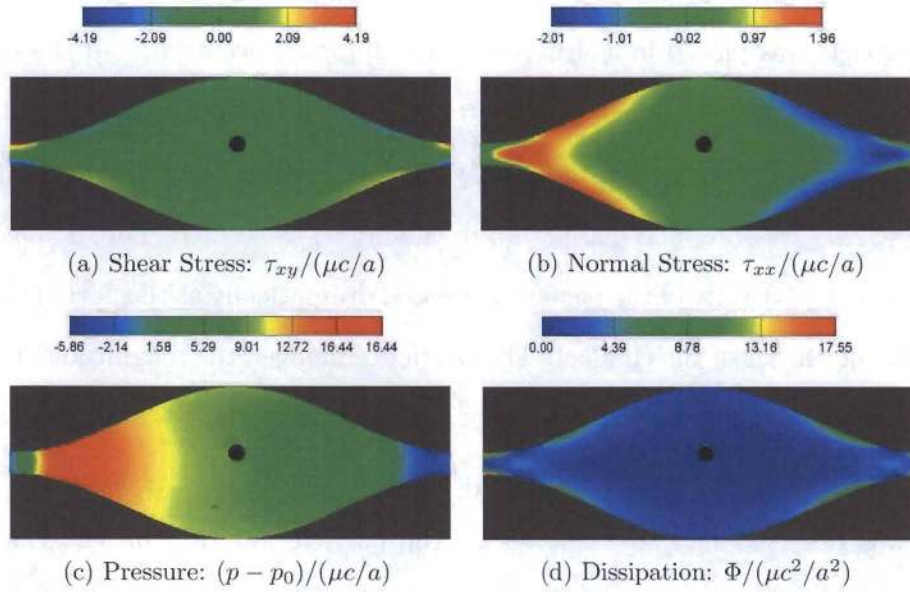 -4.19 -2.09 0.00 2.09 4.19
-2.01 -1.01 -0.02 0.97 1.96
(a) Shear Stress: τxy/(μc/a)
(b) Normal Stress: τxx/(μc/a)
-5.86 -2.14 1.58 5.29 9.01 12.72 16.44 16.44
0.00 4.39 8.78 13.16 17.55
(c) Pressure: (p − p0)/(μc/a)
(d) Dissipation: Φ/(μc²/a²)